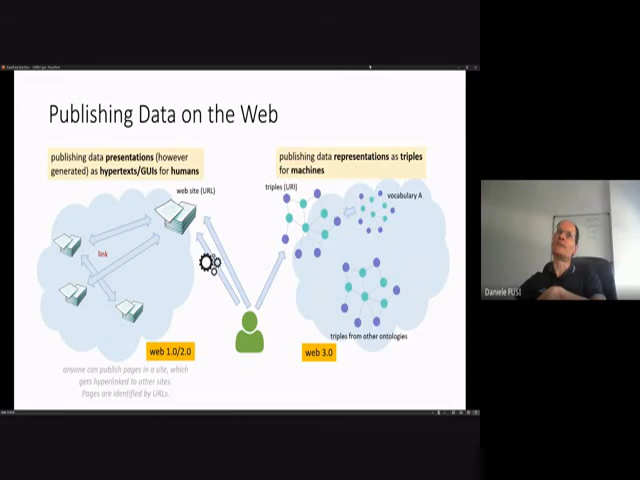 Publishing Data on the Web
publishing data presentations (however
generated) as hypertexts/GUIs for humans
publishing data representations as triples
for machines
web site (URL)
triples (URI)
vocabulary A
link
triples from other ontologies
web 1.0/2.0
web 3.0
anyone can publish pages in a site, which
gets hyperlinked to other sites.
Pages are identified by URLs.
Daniele FUSI